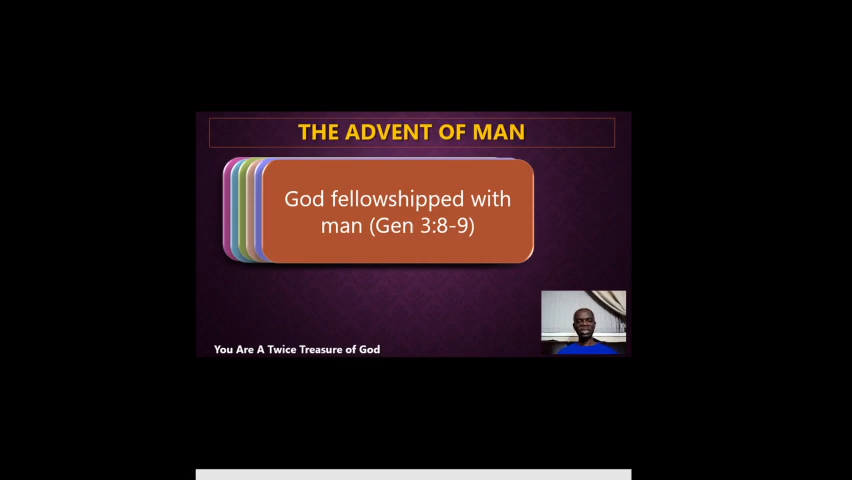 THE ADVENT OF MAN
God fellowshipped with
man (Gen 3:8-9)
You Are A Twice Treasure of God